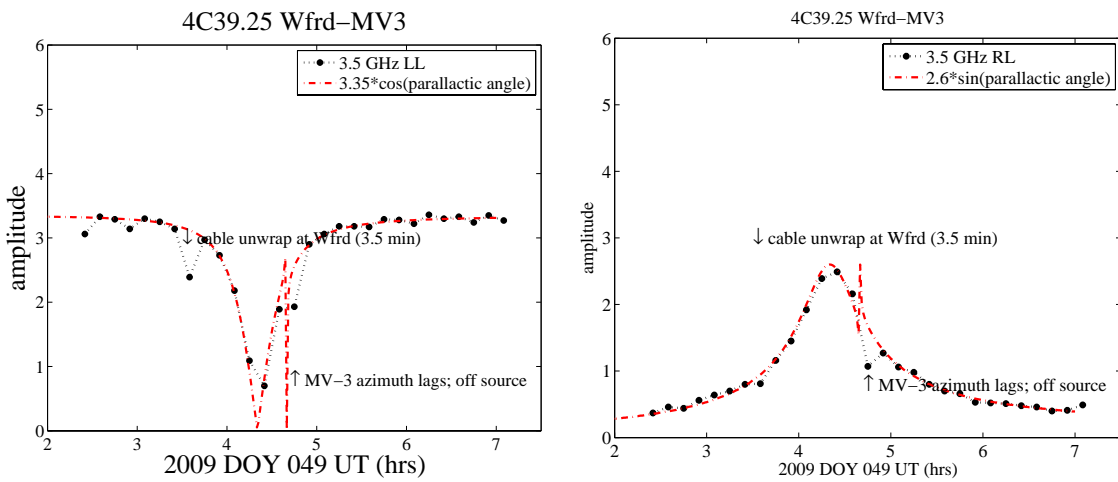 4C39.25 Wfrd−MV3
6
5
4
3
2
1
0
2
3
4
5
6
7
amplitude
2009 DOY 049 UT (hrs)
3.5 GHz LL
3.35*cos(parallactic angle)
↓ cable unwrap at Wfrd (3.5 min)
↑ MV−3 azimuth lags; off source
4C39.25 Wfrd−MV3
6
5
4
3
2
1
0
2
3
4
5
6
7
amplitude
2009 DOY 049 UT (hrs)
3.5 GHz RL
2.6*sin(parallactic angle)
↓ cable unwrap at Wfrd (3.5 min)
↑ MV−3 azimuth lags; off source